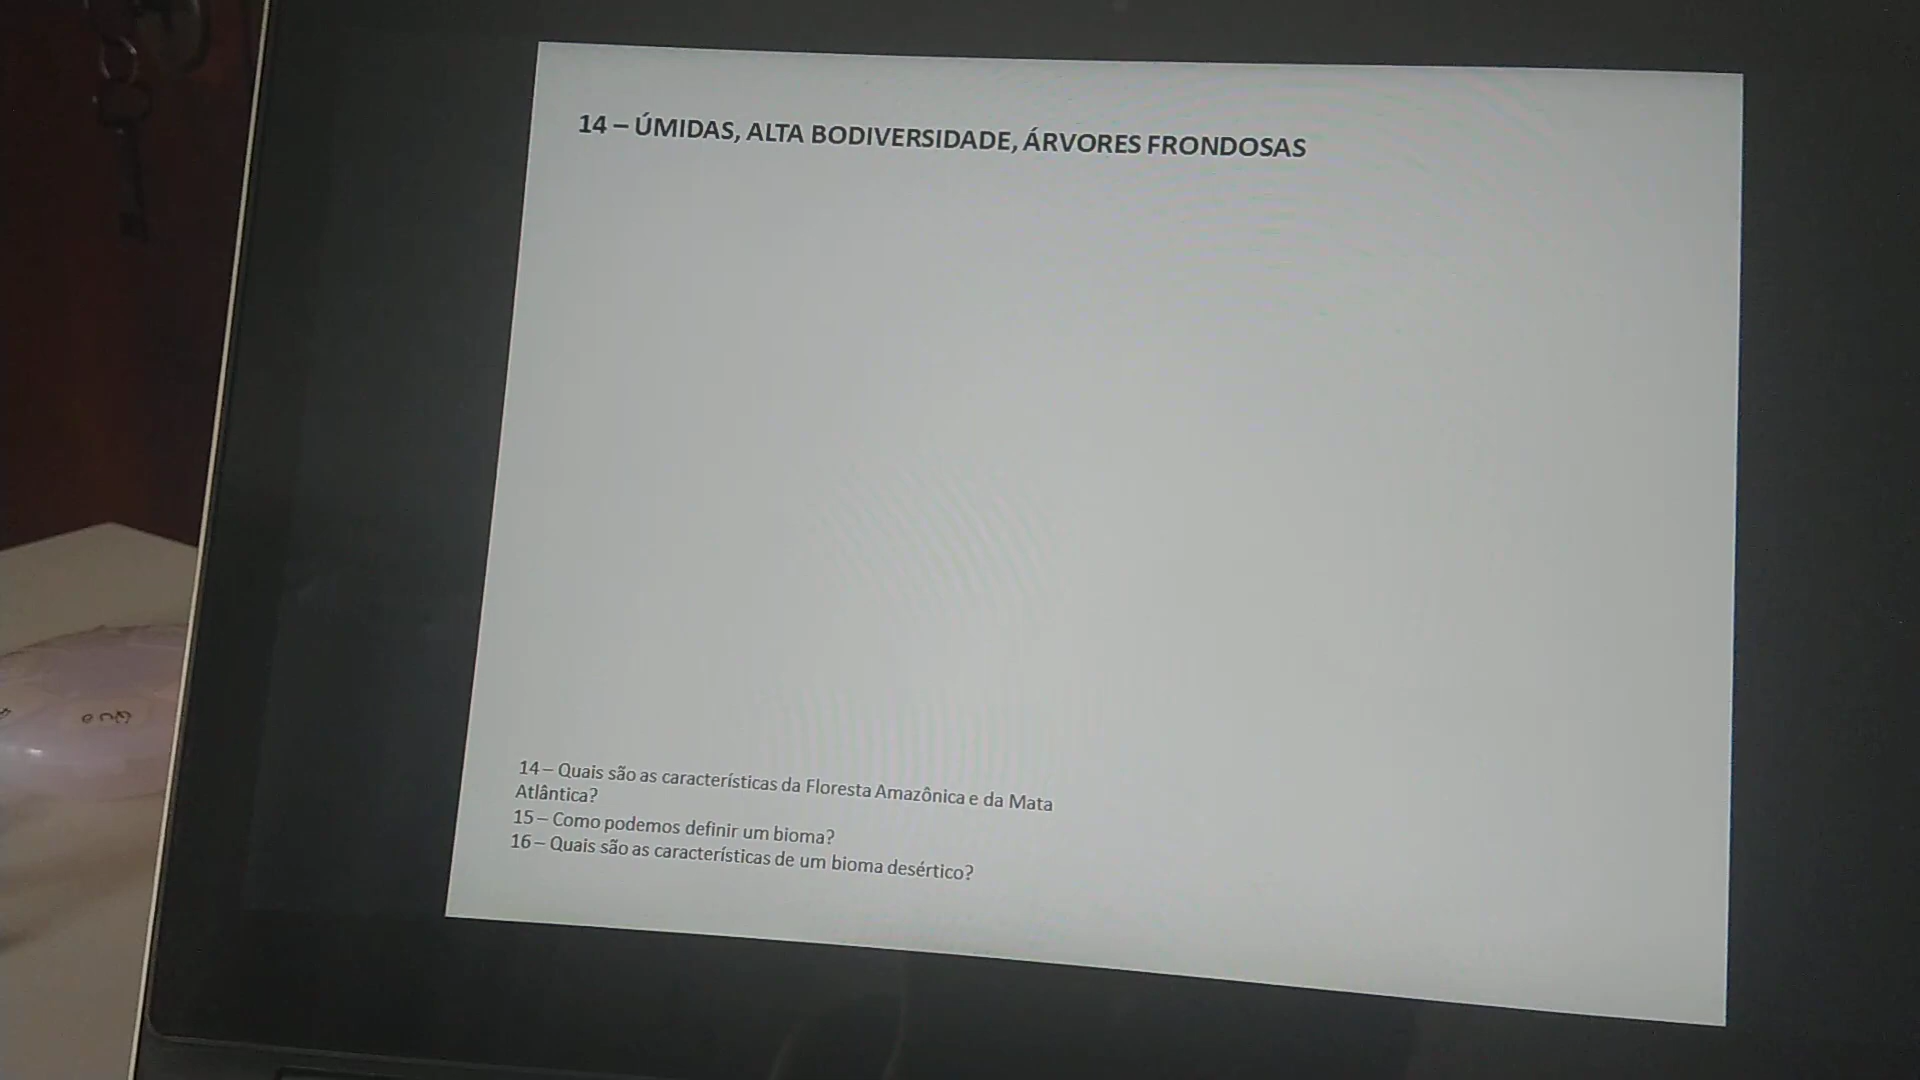 14 – ÚMIDAS, ALTA BODIVERSIDADE, ÁRVORES FRONDOSAS
14 – Quais são as características da Floresta Amazônica e da Mata
Atlântica?
15 – Como podemos definir um bioma?
16 – Quais são as características de um bioma desértico?